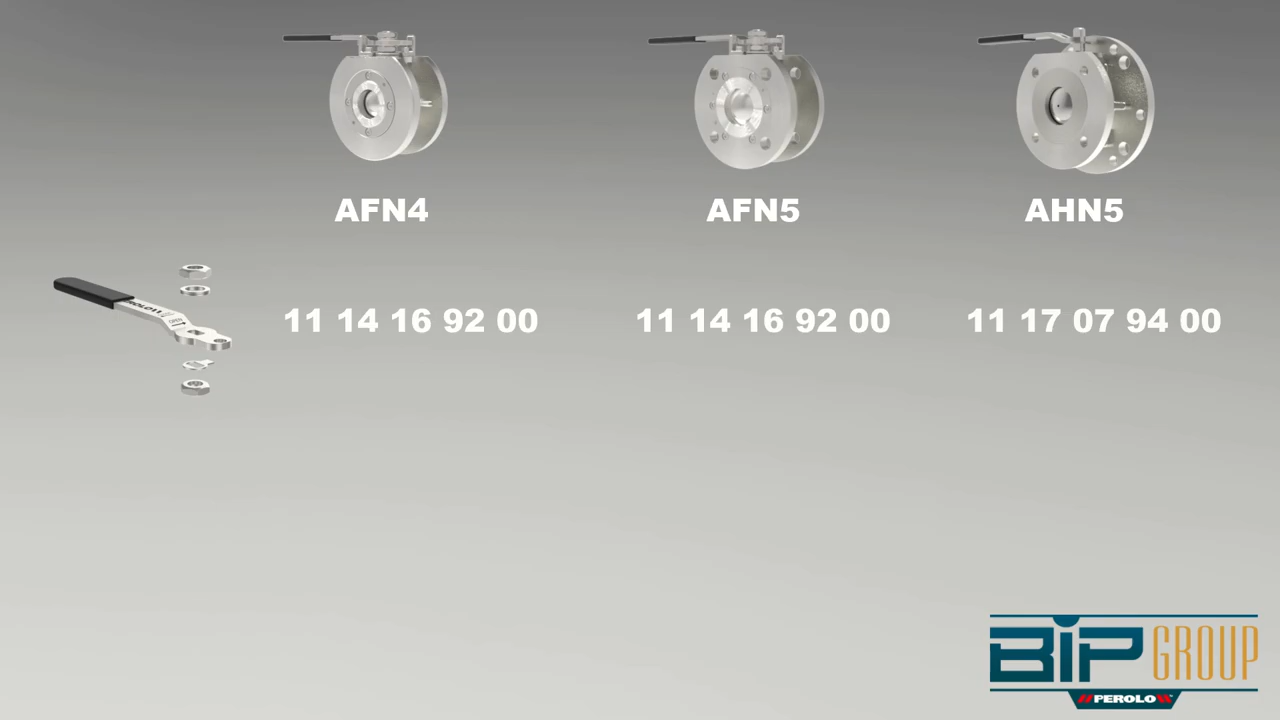 AFN4
AFN5
AHN5
OPEN
11 14 16 92 00
11 14 16 92 00
11 17 07 94 00
BiP GROUP
PEROLO